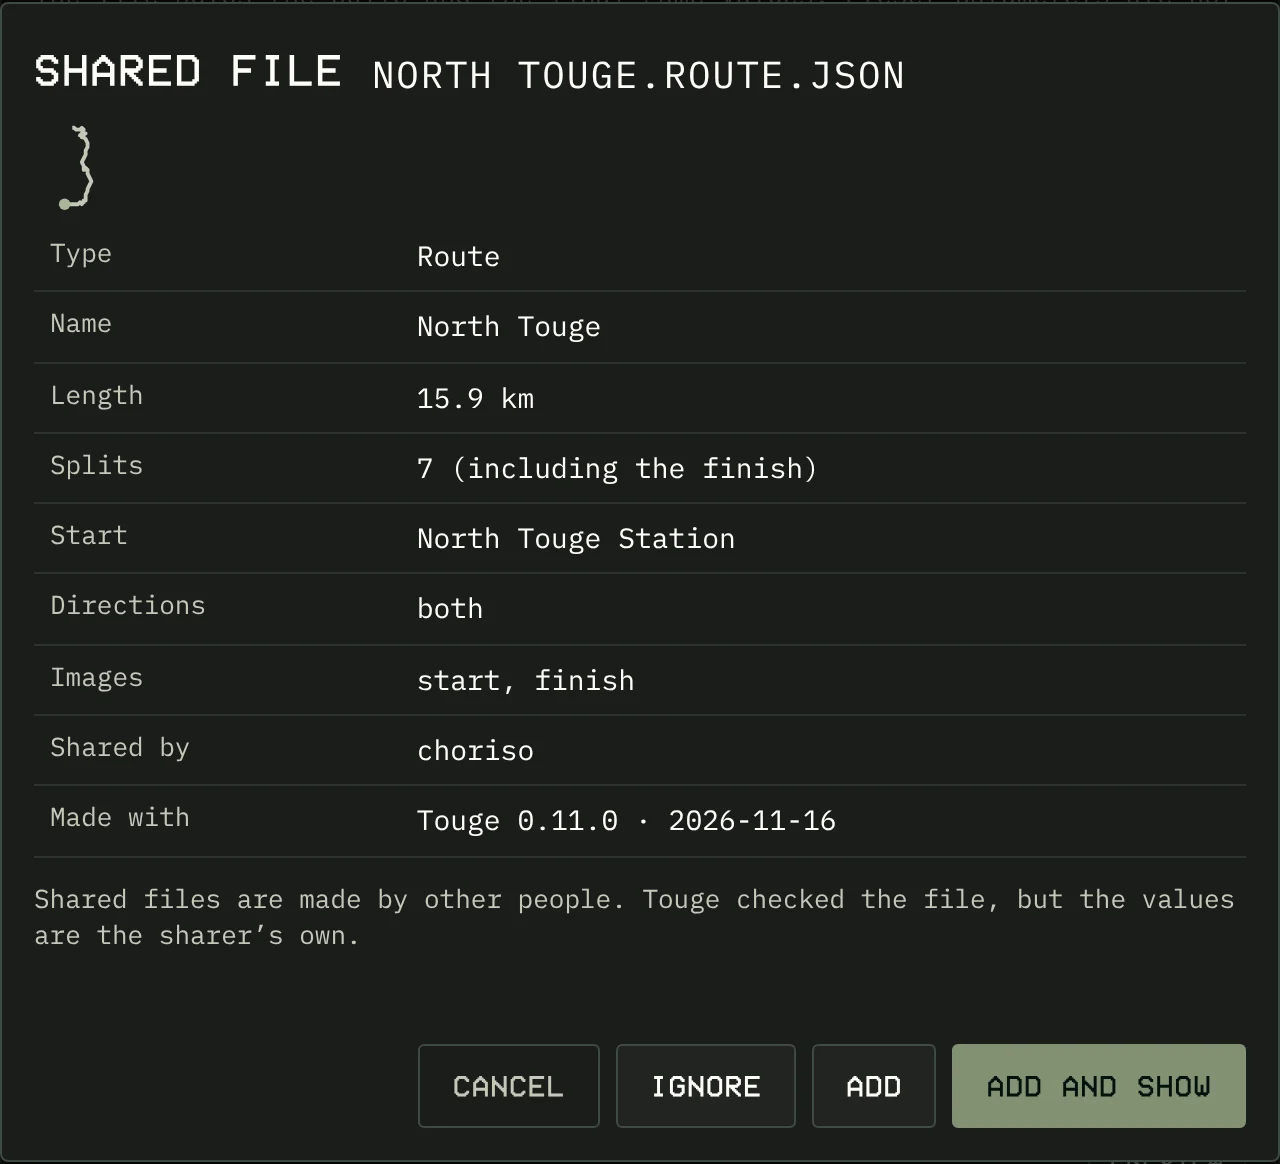 SHARED FILE NORTH TOUGE.ROUTE.JSON
Type Route
Name North Touge
Length 15.9 km
Splits 7 (including the finish)
Start North Touge Station
Directions both
Images start, finish
Shared by choriso
Made with Touge 0.11.0 · 2026-11-16
Shared files are made by other people. Touge checked the file, but the values
are the sharer’s own.
CANCEL IGNORE ADD ADD AND SHOW